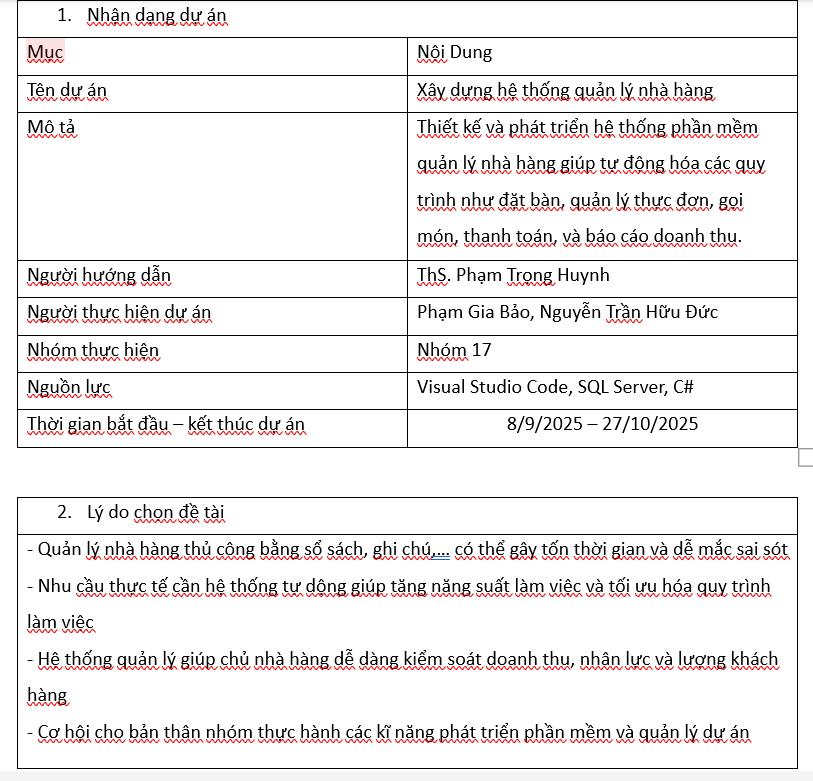 1. Nhận dạng dự án
Mục
Nội Dung
Tên dự án
Xây dựng hệ thống quản lý nhà hàng
Mô tả
Thiết kế và phát triển hệ thống phần mềm
quản lý nhà hàng giúp tự động hóa các quy
trình như đặt bàn, quản lý thực đơn, gọi
món, thanh toán, và báo cáo doanh thu.
Người hướng dẫn
ThS. Phạm Trọng Huynh
Người thực hiện dự án
Phạm Gia Bảo, Nguyễn Trần Hữu Đức
Nhóm thực hiện
Nhóm 17
Nguồn lực
Visual Studio Code, SQL Server, C#
Thời gian bắt đầu – kết thúc dự án
8/9/2025 – 27/10/2025
2. Lý do chọn đề tài
- Quản lý nhà hàng thủ công bằng sổ sách, ghi chú,... có thể gây tốn thời gian và dễ mắc sai sót
- Nhu cầu thực tế cần hệ thống tự dộng giúp tăng năng suất làm việc và tối ưu hóa quy trình
làm việc
- Hệ thống quản lý giúp chủ nhà hàng dễ dàng kiểm soát doanh thu, nhân lực và lượng khách
hàng
- Cơ hội cho bản thân nhóm thực hành các kĩ năng phát triển phần mềm và quản lý dự án